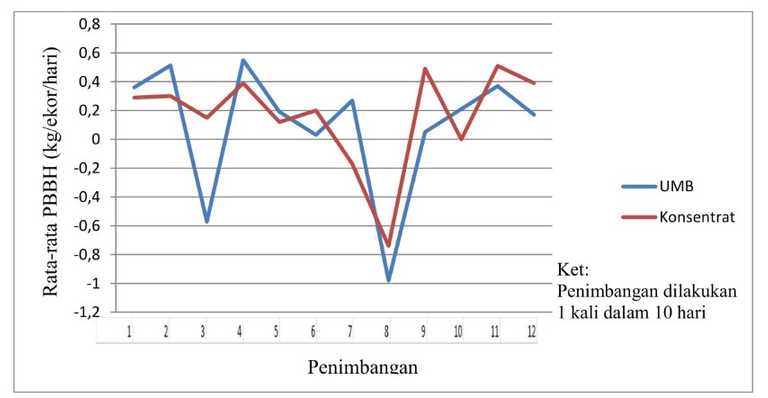 Rata-rata PBBH (kg/ekor/hari)
0,8
0,6
0,4
0,2
0
-0,2
-0,4
-0,6
-0,8
-1
-1,2
1 2 3 4 5 6 7 8 9 10 11 12
Penimbangan
UMB
Konsentrat
Ket:
Penimbangan dilakukan
1 kali dalam 10 hari